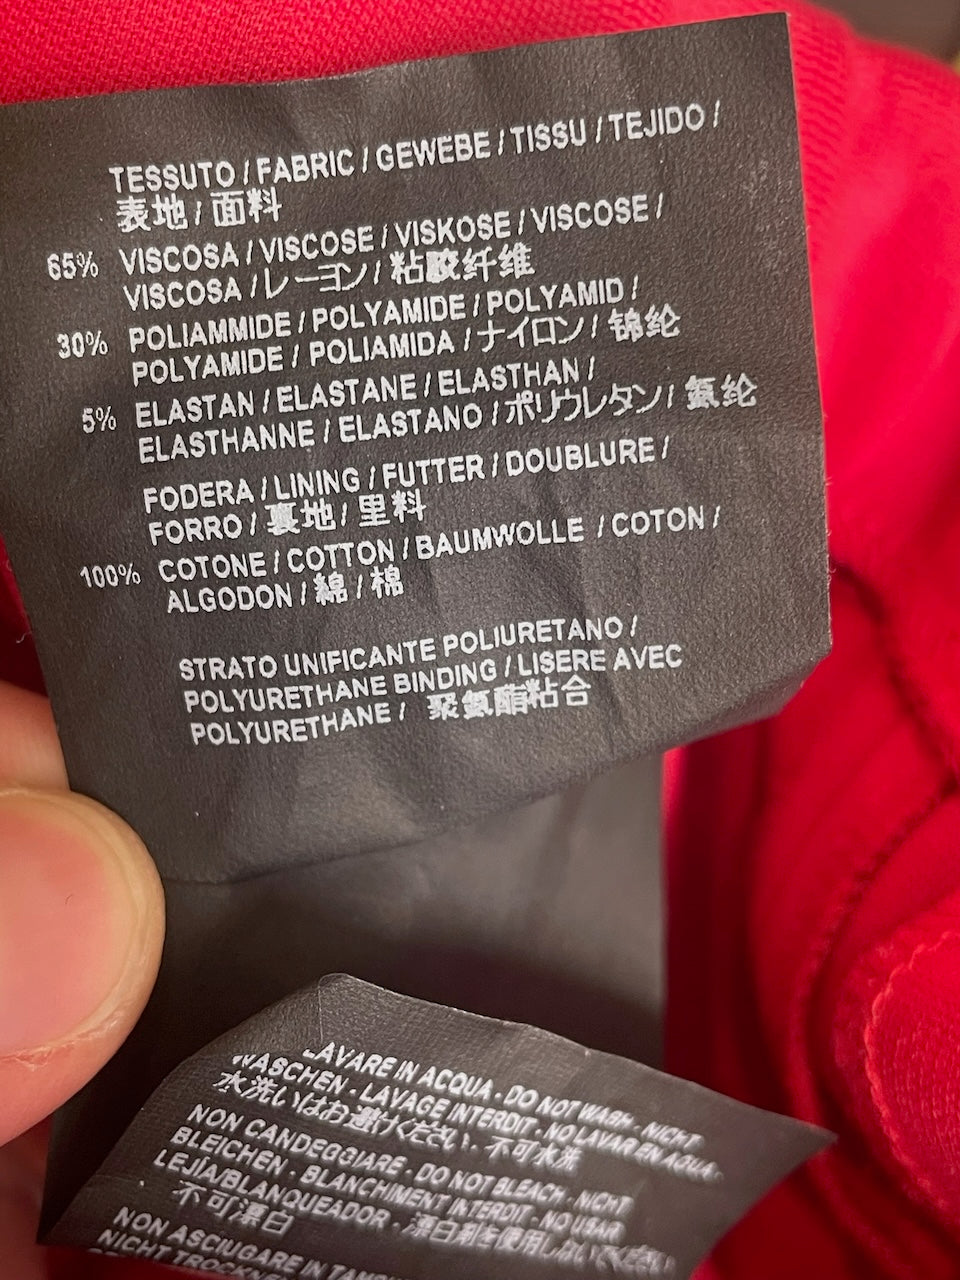 TESSUTO / FABRIC / GEWEBE / TISSU / TEJIDO /
表地 / 面料
65% VISCOSA / VISCOSE / VISKOSE / VISCOSE /
VISCOSA / レーヨン / 粘胶纤维
30% POLIAMMIDE / POLYAMIDE / POLYAMID /
POLYAMIDE / POLIAMIDA / ナイロン / 锦纶
5% ELASTAN / ELASTANE / ELASTHAN /
ELASTHANNE / ELASTANO / ポリウレタン / 氨纶
FODERA / LINING / FUTTER / DOUBLURE /
FORRO / 裏地 / 里料
100% COTONE / COTTON / BAUMWOLLE / COTON /
ALGODON / 綿 / 棉
STRATO UNIFICANTE POLIURETANO /
POLYURETHANE BINDING / LISERE AVEC
POLYURETHANE / 聚氨酯粘合
LAVARE IN ACQUA - DO NOT WASH - NICHT
WASCHEN - LAVAGE INTERDIT - NO LAVAR EN AGUA -
水洗いはお避けください. 不可水洗
NON CANDEGGIARE - DO NOT BLEACH - NICHT
BLEICHEN - BLANCHIMENT INTERDIT - NO USAR
LEJÍA/BLANQUEADOR - 漂白剤を使用しないでください
不可漂白
NON ASCIUGARE IN
NICHT